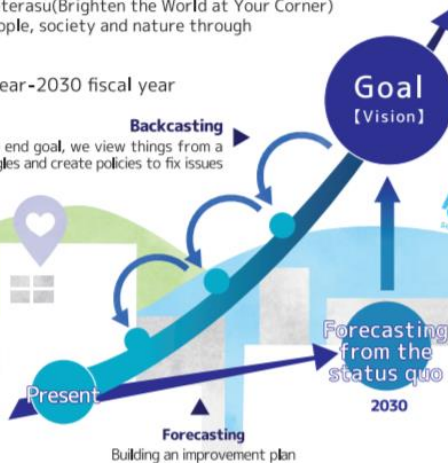 terasu(Brighten the World at Your Corner)
ople, society and nature through
ear-2030 fiscal year
Goal
【Vision】
Backcasting
end goal, we view things from a
gles and create policies to fix issues
Forecasting
from the
status quo
2030
Present
Forecasting
Building an improvement plan